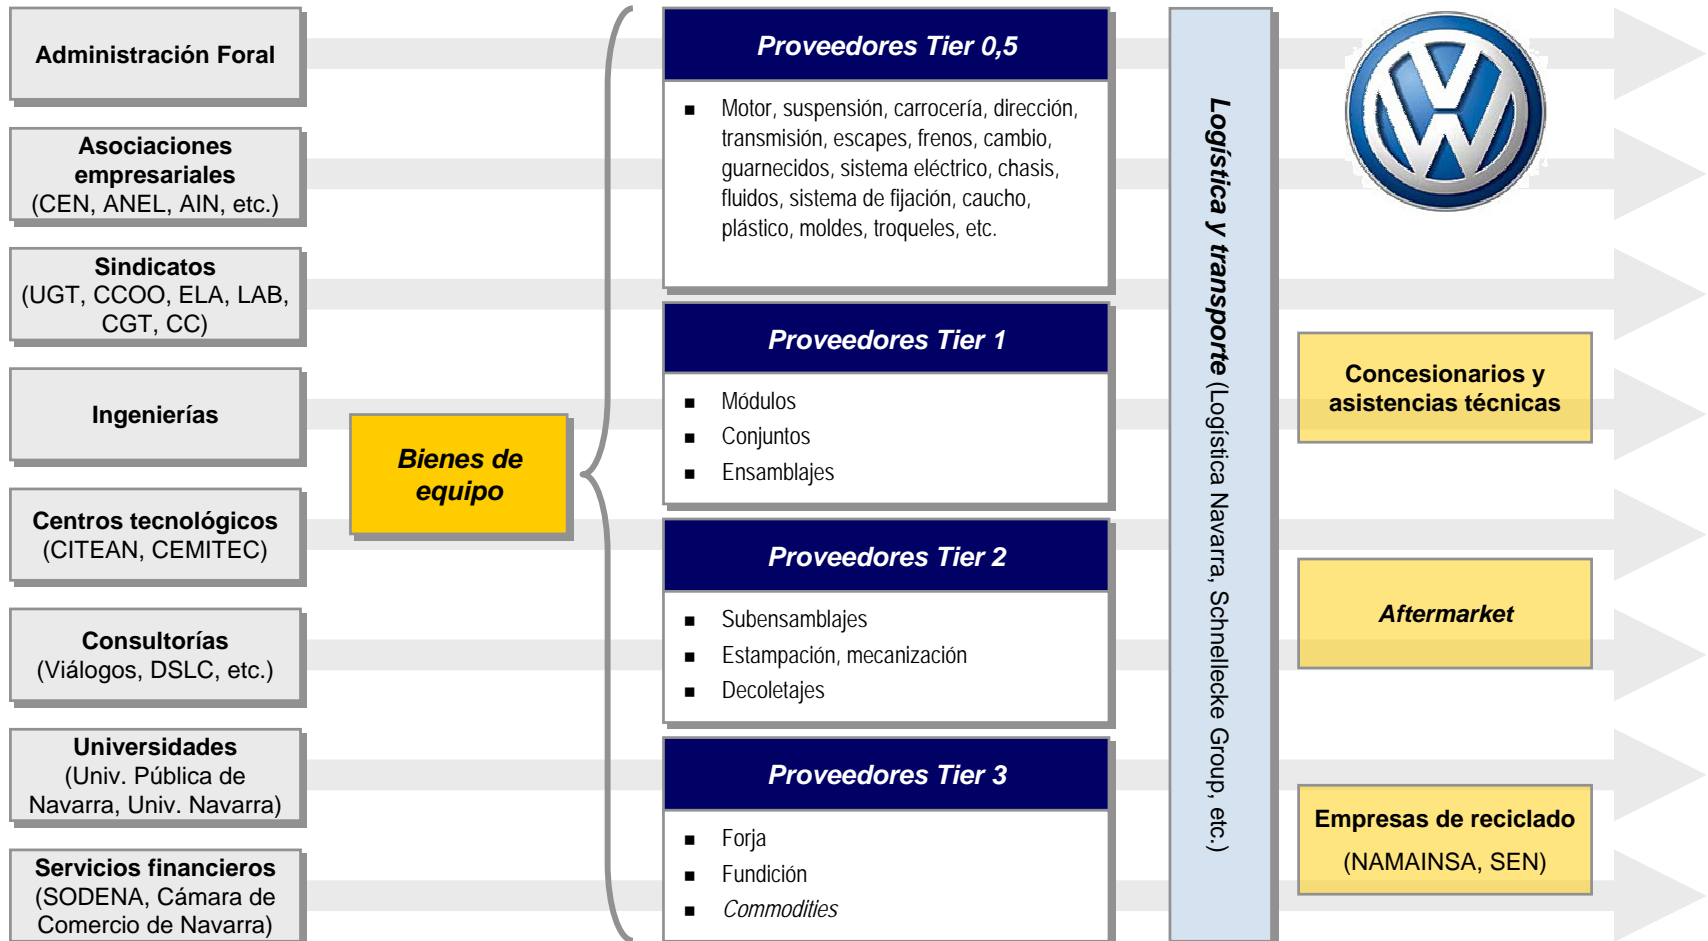 Administración Foral
Asociaciones
empresariales
(CEN, ANEL, AIN, etc.)
Sindicatos
(UGT, CCOO, ELA, LAB,
CGT, CC)
Ingenierías
Centros tecnológicos
(CITEAN, CEMITEC)
Consultorías
(Viálogos, DSLC, etc.)
Universidades
(Univ. Pública de
Navarra, Univ. Navarra)
Servicios financieros
(SODENA, Cámara de
Comercio de Navarra)
Bienes de
equipo
Proveedores Tier 0,5
Motor, suspensión, carrocería, dirección,
transmisión, escapes, frenos, cambio,
guarnecidos, sistema eléctrico, chasis,
fluidos, sistema de fijación, caucho,
plástico, moldes, troqueles, etc.
Proveedores Tier 1
Módulos
Conjuntos
Ensamblajes
Proveedores Tier 2
Subensamblajes
Estampación, mecanización
Decoletajes
Proveedores Tier 3
Forja
Fundición
Commodities
Logística y transporte (Logística Navarra, Schnellecke Group, etc.)
VW
Concesionarios y
asistencias técnicas
Aftermarket
Empresas de reciclado
(NAMAINSA, SEN)